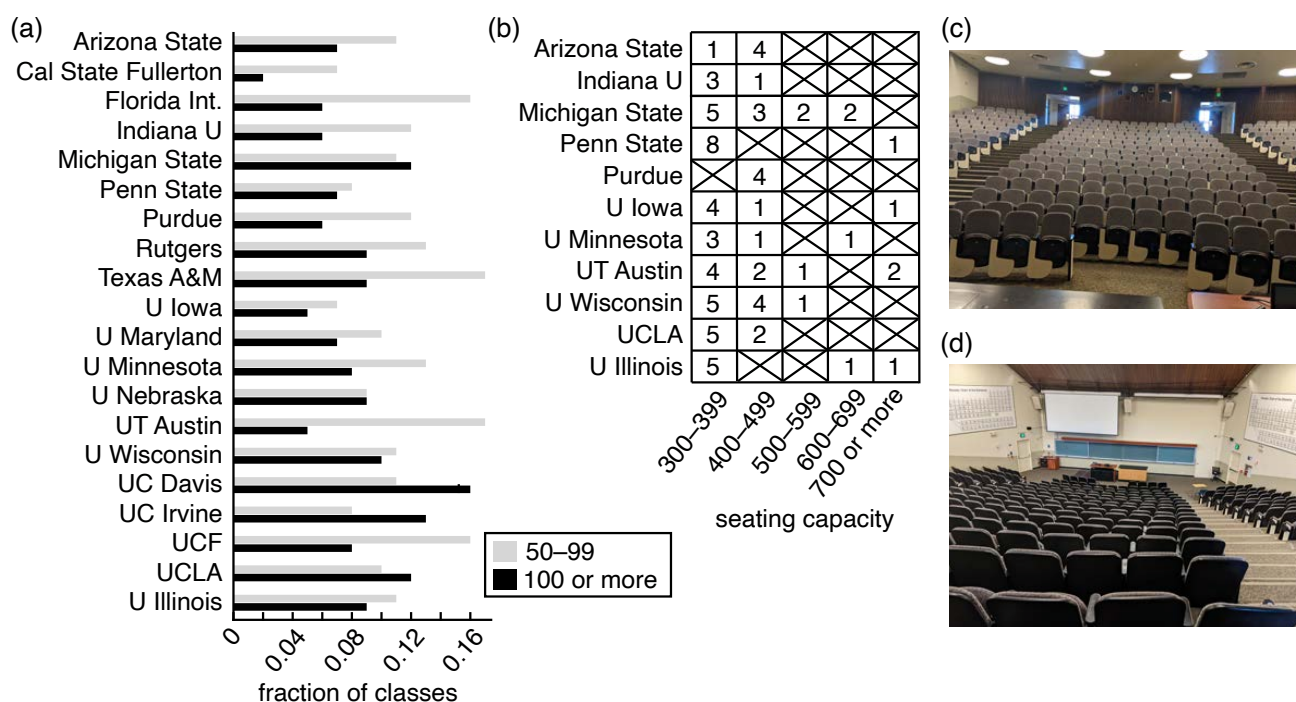 (a)
Arizona State
Cal State Fullerton
Florida Int.
Indiana U
Michigan State
Penn State
Purdue
Rutgers
Texas A&M
U Iowa
U Maryland
U Minnesota
U Nebraska
UT Austin
U Wisconsin
UC Davis
UC Irvine
UCF
UCLA
U Illinois
0 0.04 0.08 0.12 0.16
fraction of classes
50–99
100 or more
(b)
Arizona State 1 4
Indiana U 3 1
Michigan State 5 3 2 2
Penn State 8 1
Purdue 4
U Iowa 4 1 1
U Minnesota 3 1 1
UT Austin 4 2 1 2
U Wisconsin 5 4 1
UCLA 5 2
U Illinois 5 1 1
300–399 400–499 500–599 600–699 700 or more
seating capacity
(c)
(d)